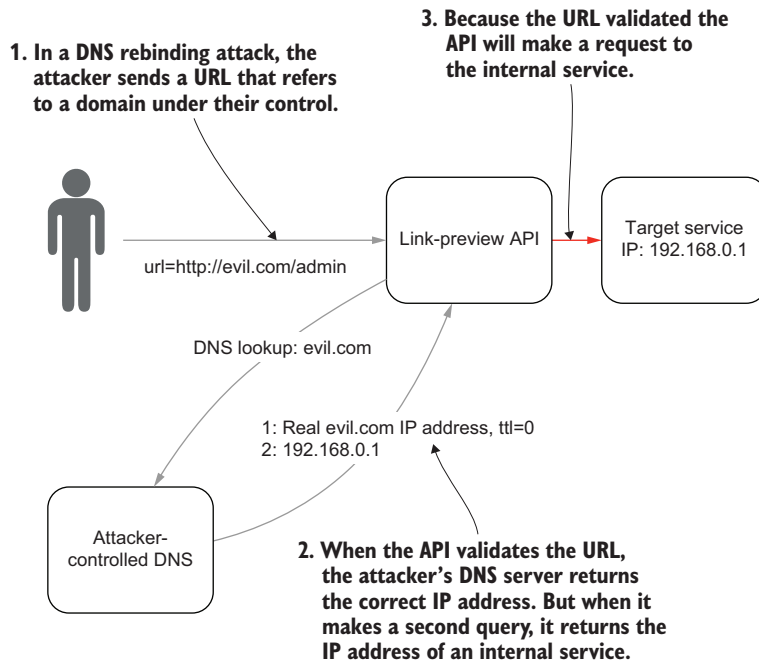 1. In a DNS rebinding attack, the
attacker sends a URL that refers
to a domain under their control.
3. Because the URL validated the
API will make a request to
the internal service.
url=http://evil.com/admin
Link-preview API
Target service
IP: 192.168.0.1
DNS lookup: evil.com
1: Real evil.com IP address, ttl=0
2: 192.168.0.1
Attacker-
controlled DNS
2. When the API validates the URL,
the attacker’s DNS server returns
the correct IP address. But when it
makes a second query, it returns the
IP address of an internal service.